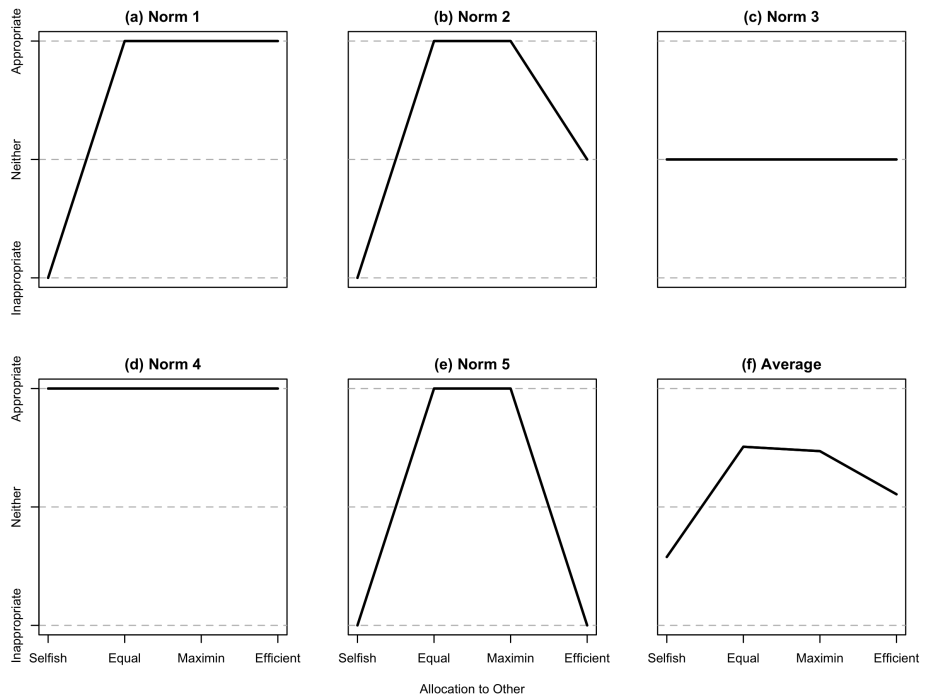 (a) Norm 1
(b) Norm 2
(c) Norm 3
Appropriate
Neither
Inappropriate
(d) Norm 4
(e) Norm 5
(f) Average
Appropriate
Neither
Inappropriate
Selfish Equal Maximin Efficient
Selfish Equal Maximin Efficient
Selfish Equal Maximin Efficient
Allocation to Other